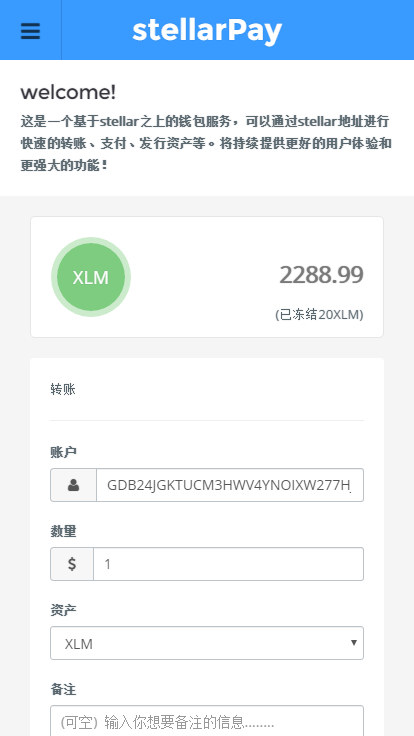 stellarPay
welcome!
这是一个基于stellar之上的钱包服务，可以通过stellar地址进行
快速的转账、支付、发行资产等。将持续提供更好的用户体验和
更强大的功能！
XLM
2288.99
(已冻结20XLM)
转账
账户
GDB24JGKTUCM3HWV4YNOIXW277H
数量
$ 1
资产
XLM
备注
(可空) 输入你想要备注的信息........